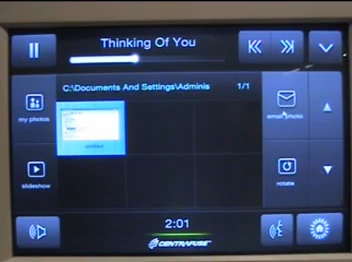 Thinking Of You
C:\Documents And Settings\Adminis 1/1
my photos
email photo
untitled
slideshow
rotate
2:01
CENTRAFUSE